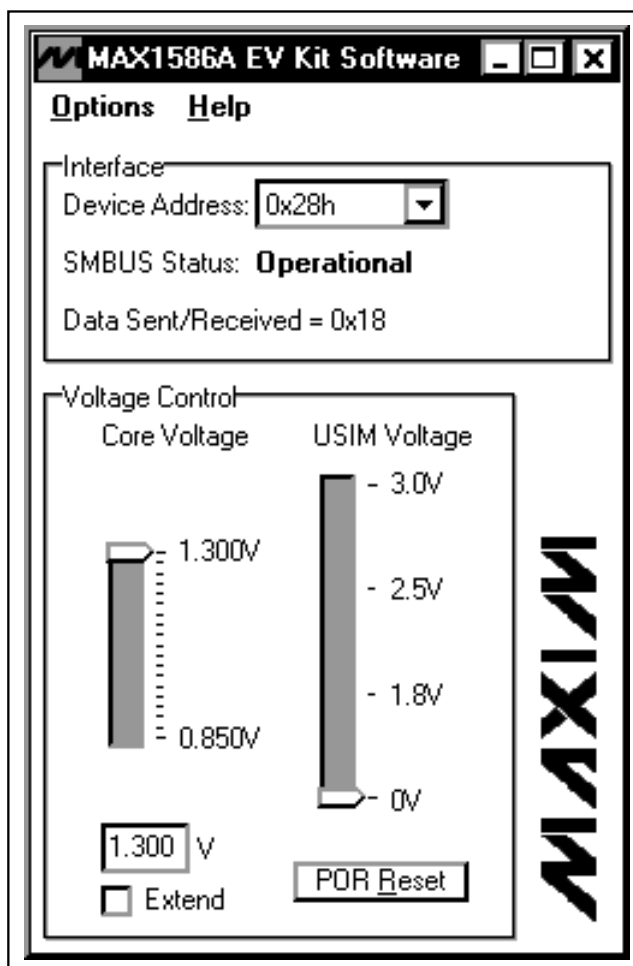 MAX1586A EV Kit Software
Options Help
Interface
Device Address: 0x28h
SMBUS Status: Operational
Data Sent/Received = 0x18
Voltage Control
Core Voltage
1.300V
0.850V
1.300 V
Extend
USIM Voltage
- 3.0V
- 2.5V
- 1.8V
- 0V
POR Reset
MAXIM